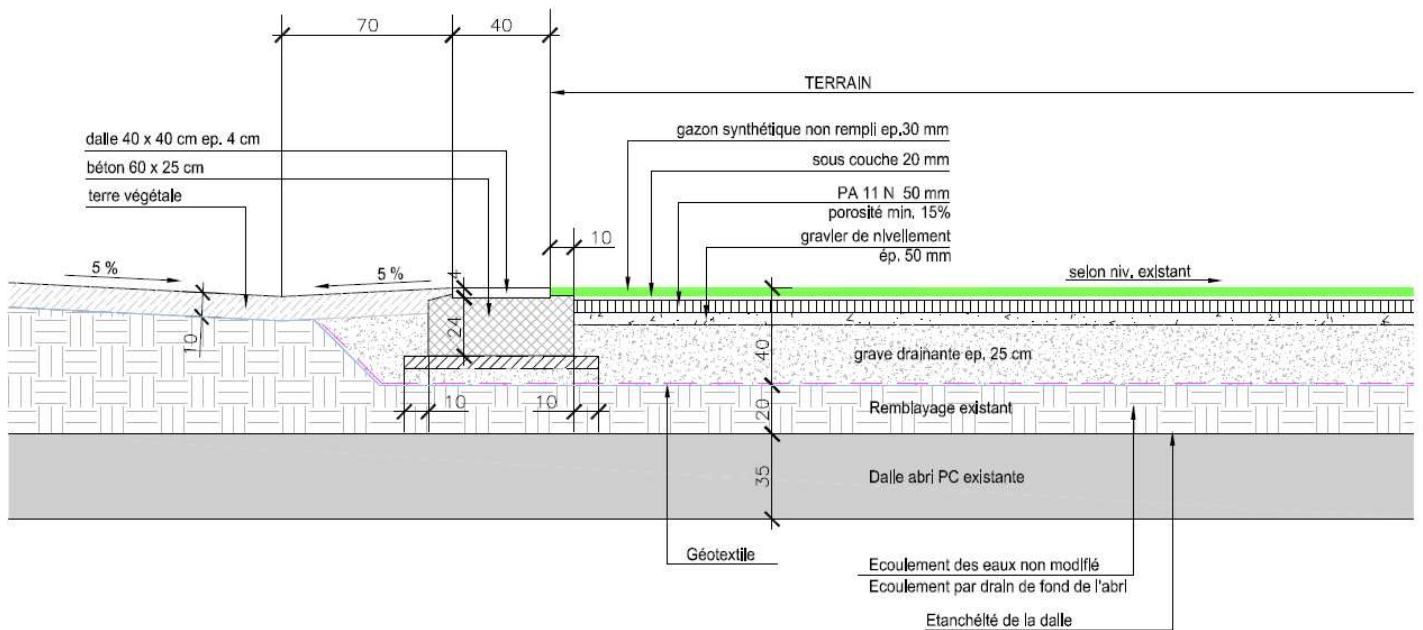 70
40
TERRAIN
dalle 40 x 40 cm ep. 4 cm
béton 60 x 25 cm
terre végétale
gazon synthétique non rempli ep.30 mm
sous couche 20 mm
PA 11 N 50 mm
porosité min. 15%
gravier de nivellement
ép. 50 mm
10
5 %
5 %
4
selon niv. existant
10
24
40
grave drainante ep. 25 cm
10
10
20
Remblayage existant
35
Dalle abri PC existante
Géotextile
Ecoulement des eaux non modifié
Ecoulement par drain de fond de l'abri
Etanchélté de la dalle